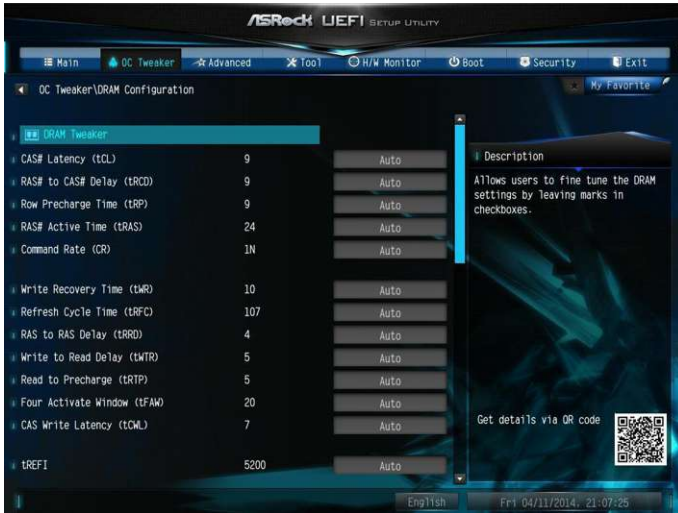 ASRock UEFI SETUP UTILITY
Main OC Tweaker Advanced Tool H/W Monitor Boot Security Exit
OC Tweaker\DRAM Configuration
My Favorite
DRAM Tweaker
CAS# Latency (tCL) 9 Auto
RAS# to CAS# Delay (tRCD) 9 Auto
Row Precharge Time (tRP) 9 Auto
RAS# Active Time (tRAS) 24 Auto
Command Rate (CR) 1N Auto
Write Recovery Time (tWR) 10 Auto
Refresh Cycle Time (tRFC) 107 Auto
RAS to RAS Delay (tRRD) 4 Auto
Write to Read Delay (tWTR) 5 Auto
Read to Precharge (tRTP) 5 Auto
Four Activate Window (tFAW) 20 Auto
CAS Write Latency (tCWL) 7 Auto
tREFI 5200 Auto
Description
Allows users to fine tune the DRAM
settings by leaving marks in
checkboxes.
Get details via QR code
English
Fri 04/11/2014, 21:07:25